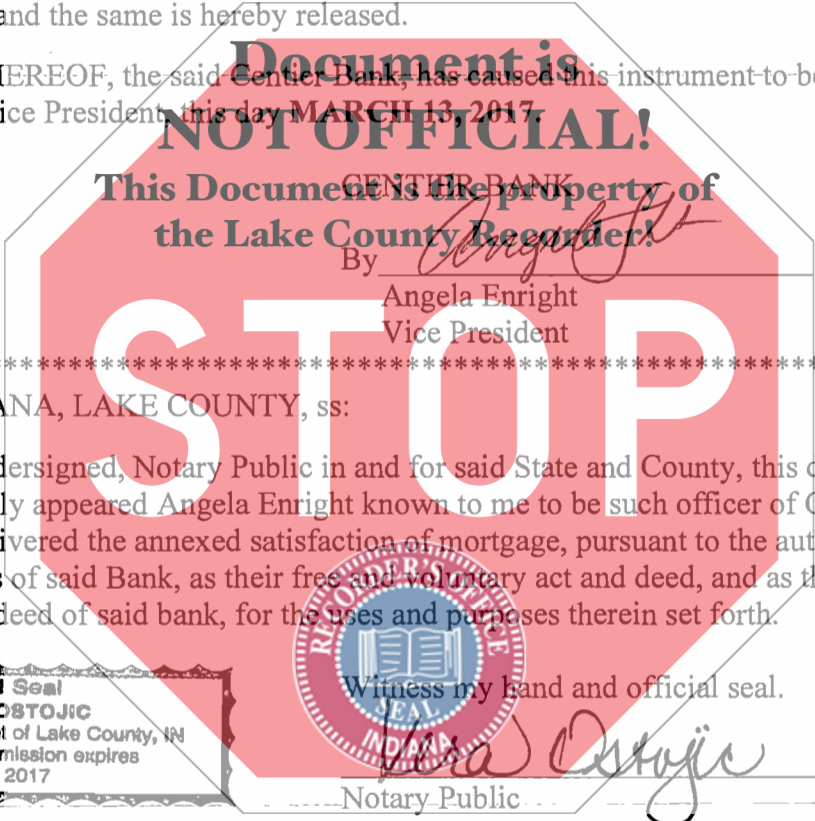 and the same is hereby released.
Document is
EREOF, the said Centier Bank, has caused this instrument to be
ice President, this day MARCH 13, 2017.
NOT OFFICIAL!
CENTIER BANK
This Document is the property of
the Lake County Recorder!
By Angela
Angela Enright
Vice President
STOP
****************************************************************
ANA, LAKE COUNTY, ss:
dersigned, Notary Public in and for said State and County, this
ly appeared Angela Enright known to me to be such officer of C
ivered the annexed satisfaction of mortgage, pursuant to the aut
of said Bank, as their free and voluntary act and deed, and as th
deed of said bank, for the uses and purposes therein set forth.
RECORDER'S OFFICE
SEAL
INDIANA
Seal
OSTOJIC
t of Lake County, IN
mission expires
2017
Witness my hand and official seal.
Vera Ostojic
Notary Public